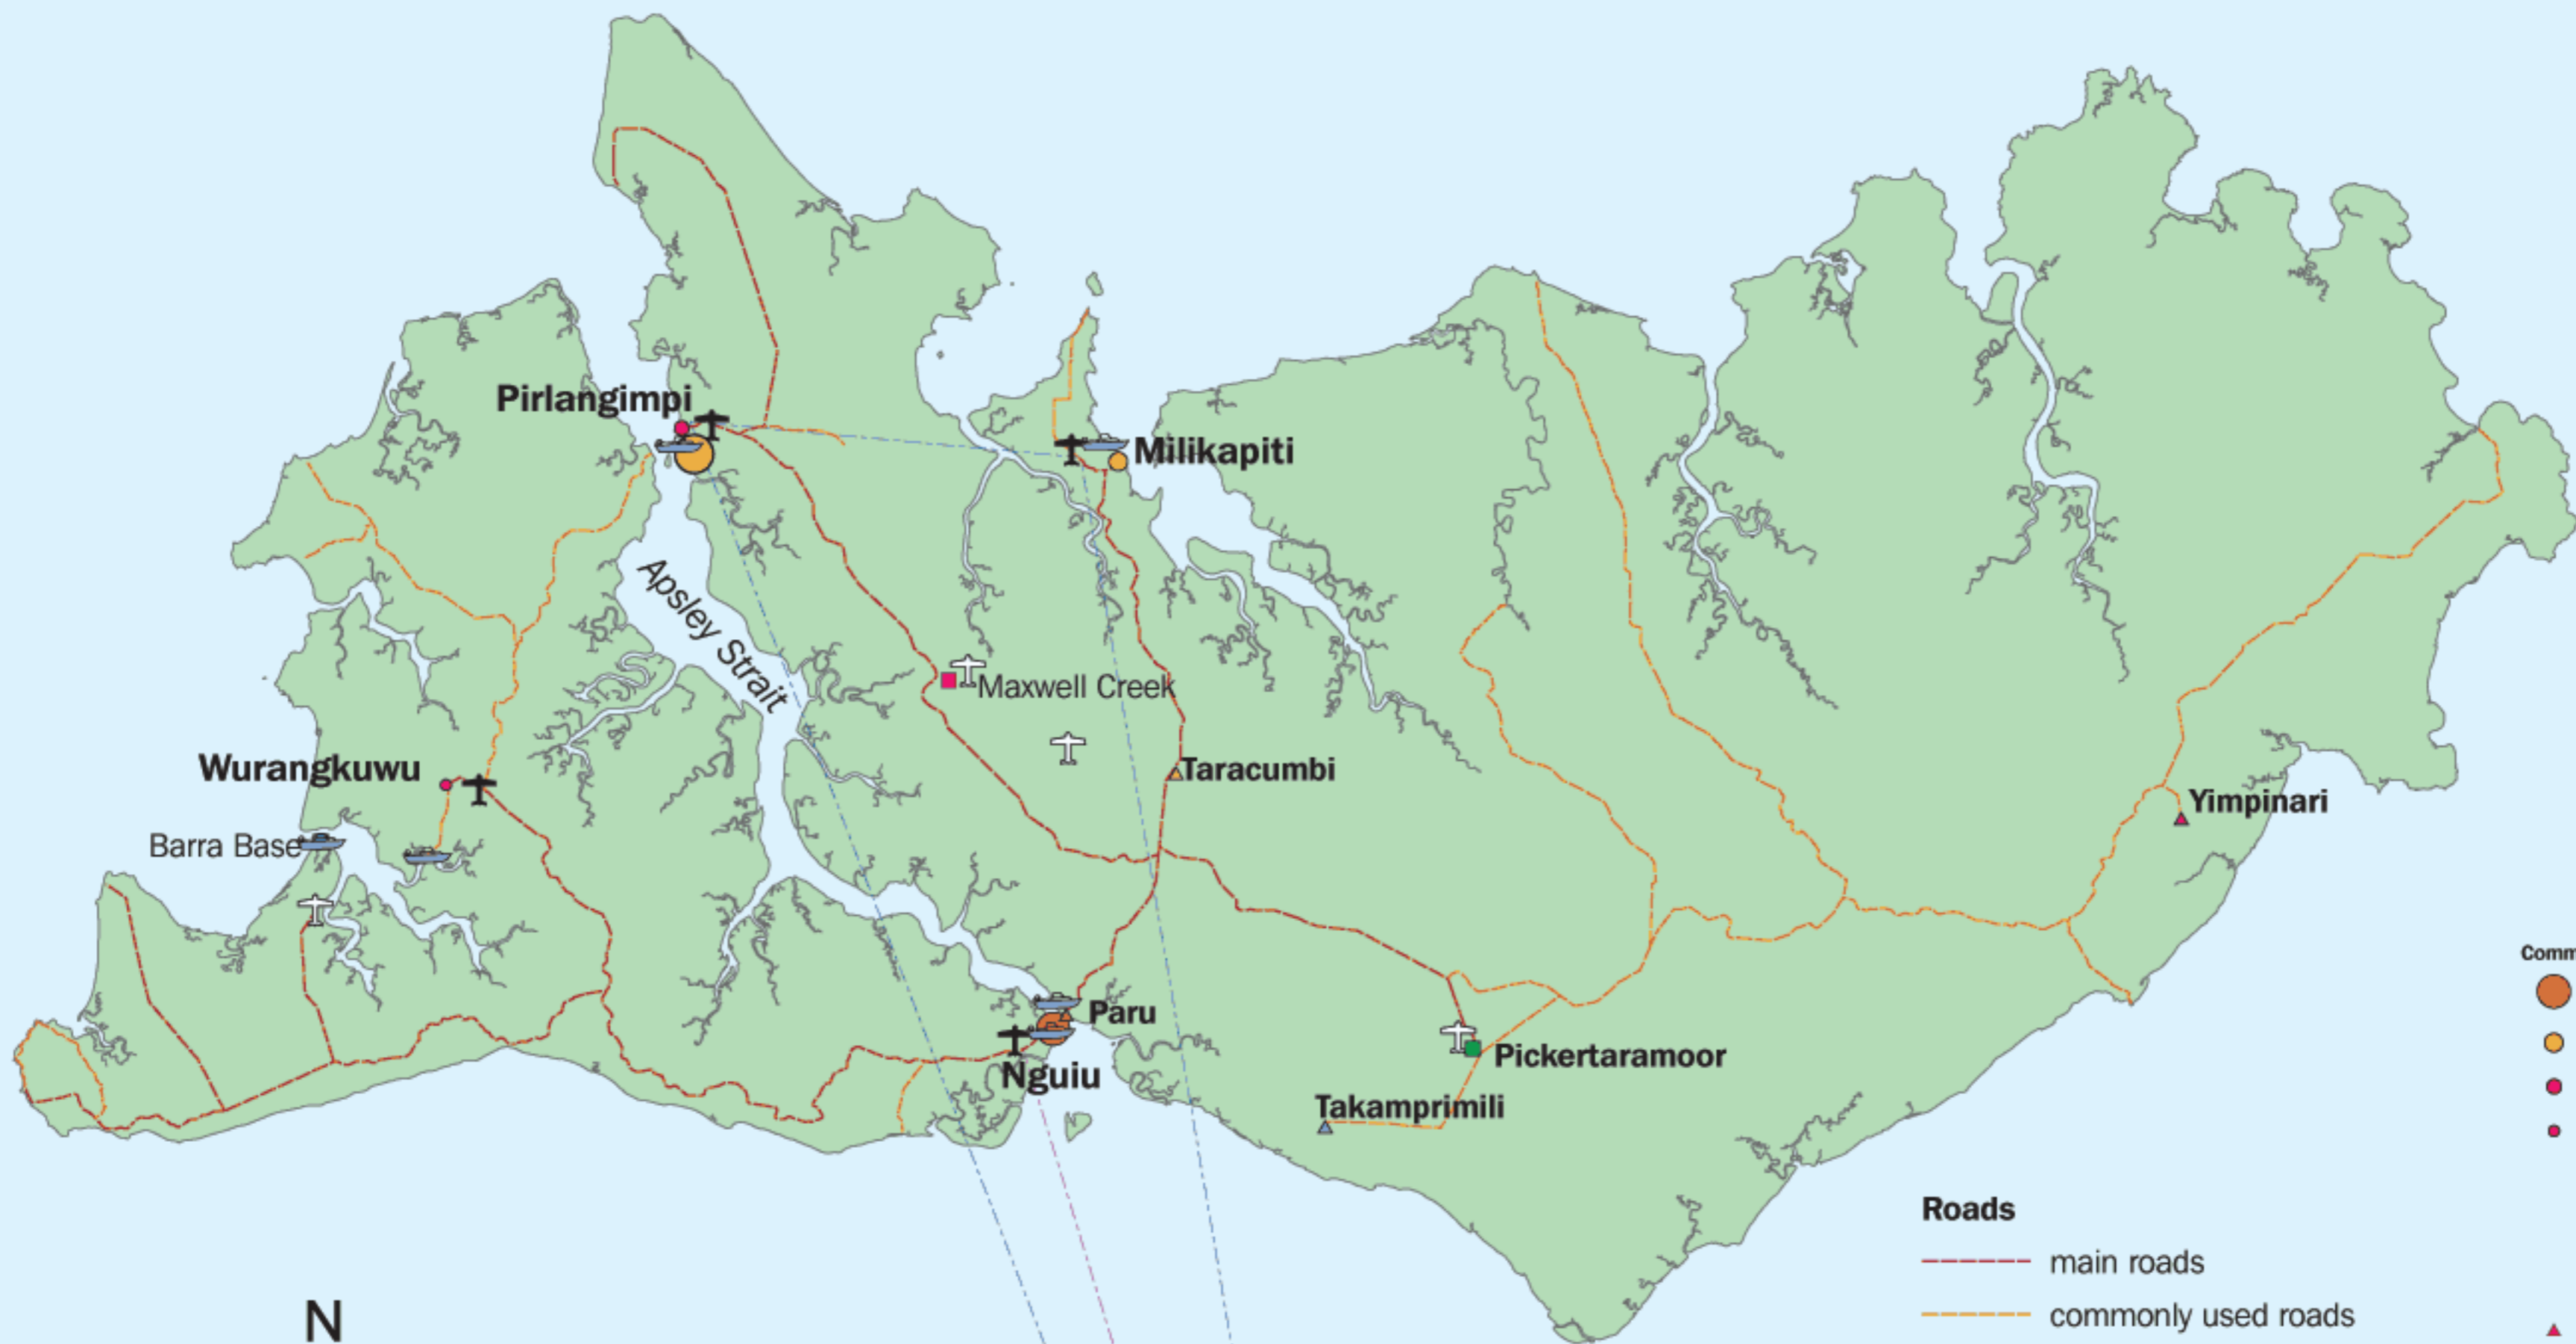 Pirlangimpi
Milikapiti
Apsley Strait
Maxwell Creek
Wurangkuwu
Taracumbi
Yimpinari
Barra Base
Comm
Paru
Nguiu
Pickertaramoor
Takamprimili
Roads
main roads
commonly used roads
N